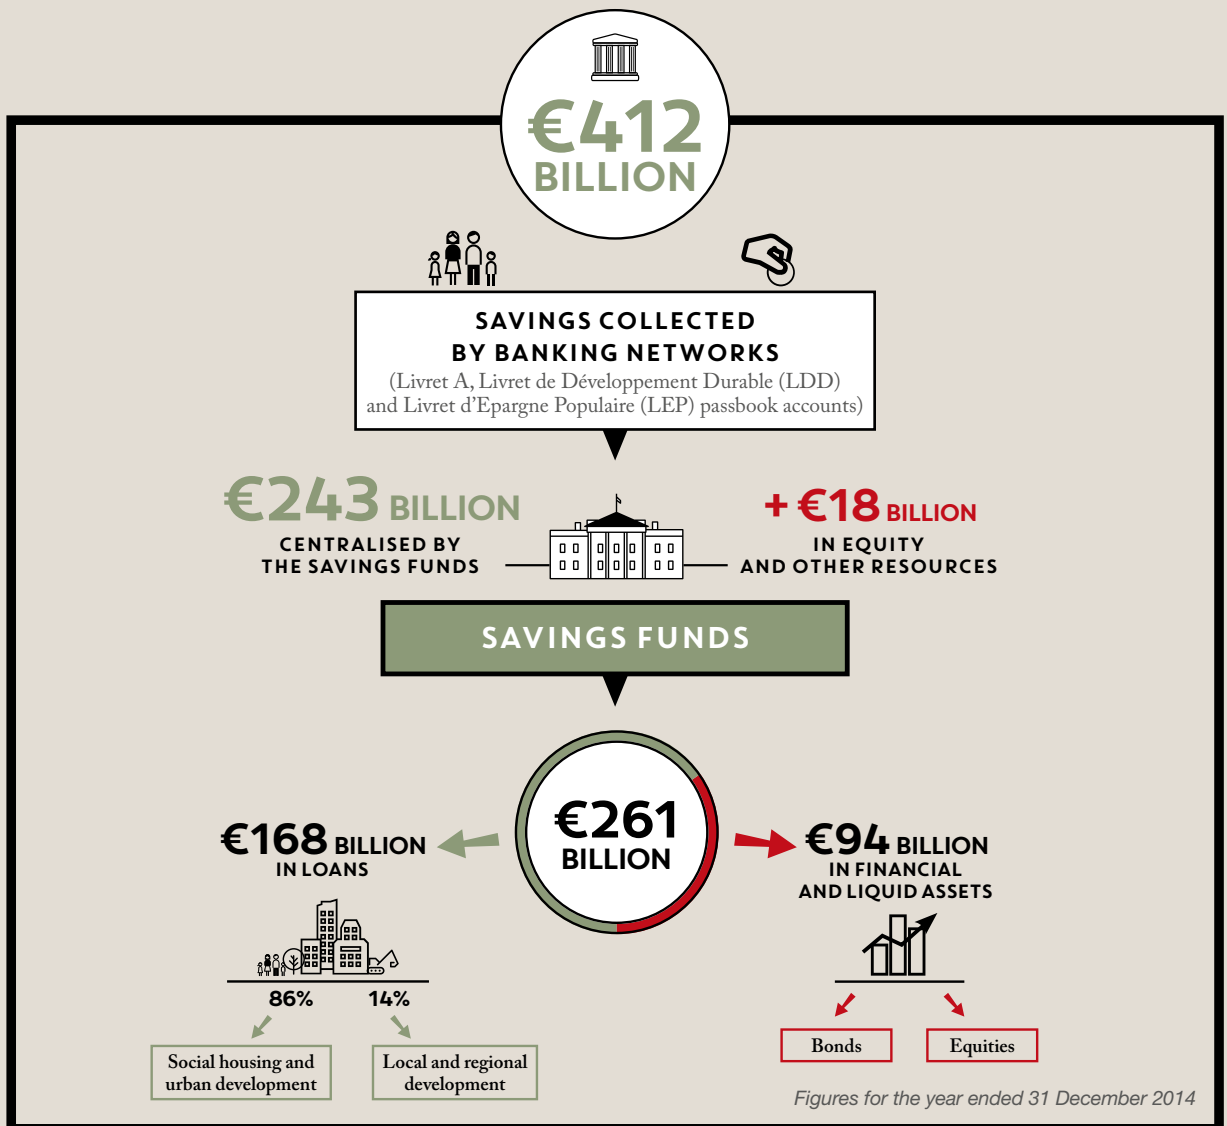 €412
BILLION
SAVINGS COLLECTED
BY BANKING NETWORKS
(Livret A, Livret de Développement Durable (LDD)
and Livret d’Epargne Populaire (LEP) passbook accounts)
€243 BILLION
CENTRALISED BY
THE SAVINGS FUNDS
+ €18 BILLION
IN EQUITY
AND OTHER RESOURCES
SAVINGS FUNDS
€261
BILLION
€168 BILLION
IN LOANS
€94 BILLION
IN FINANCIAL
AND LIQUID ASSETS
86%
14%
Social housing and
urban development
Local and regional
development
Bonds
Equities
Figures for the year ended 31 December 2014